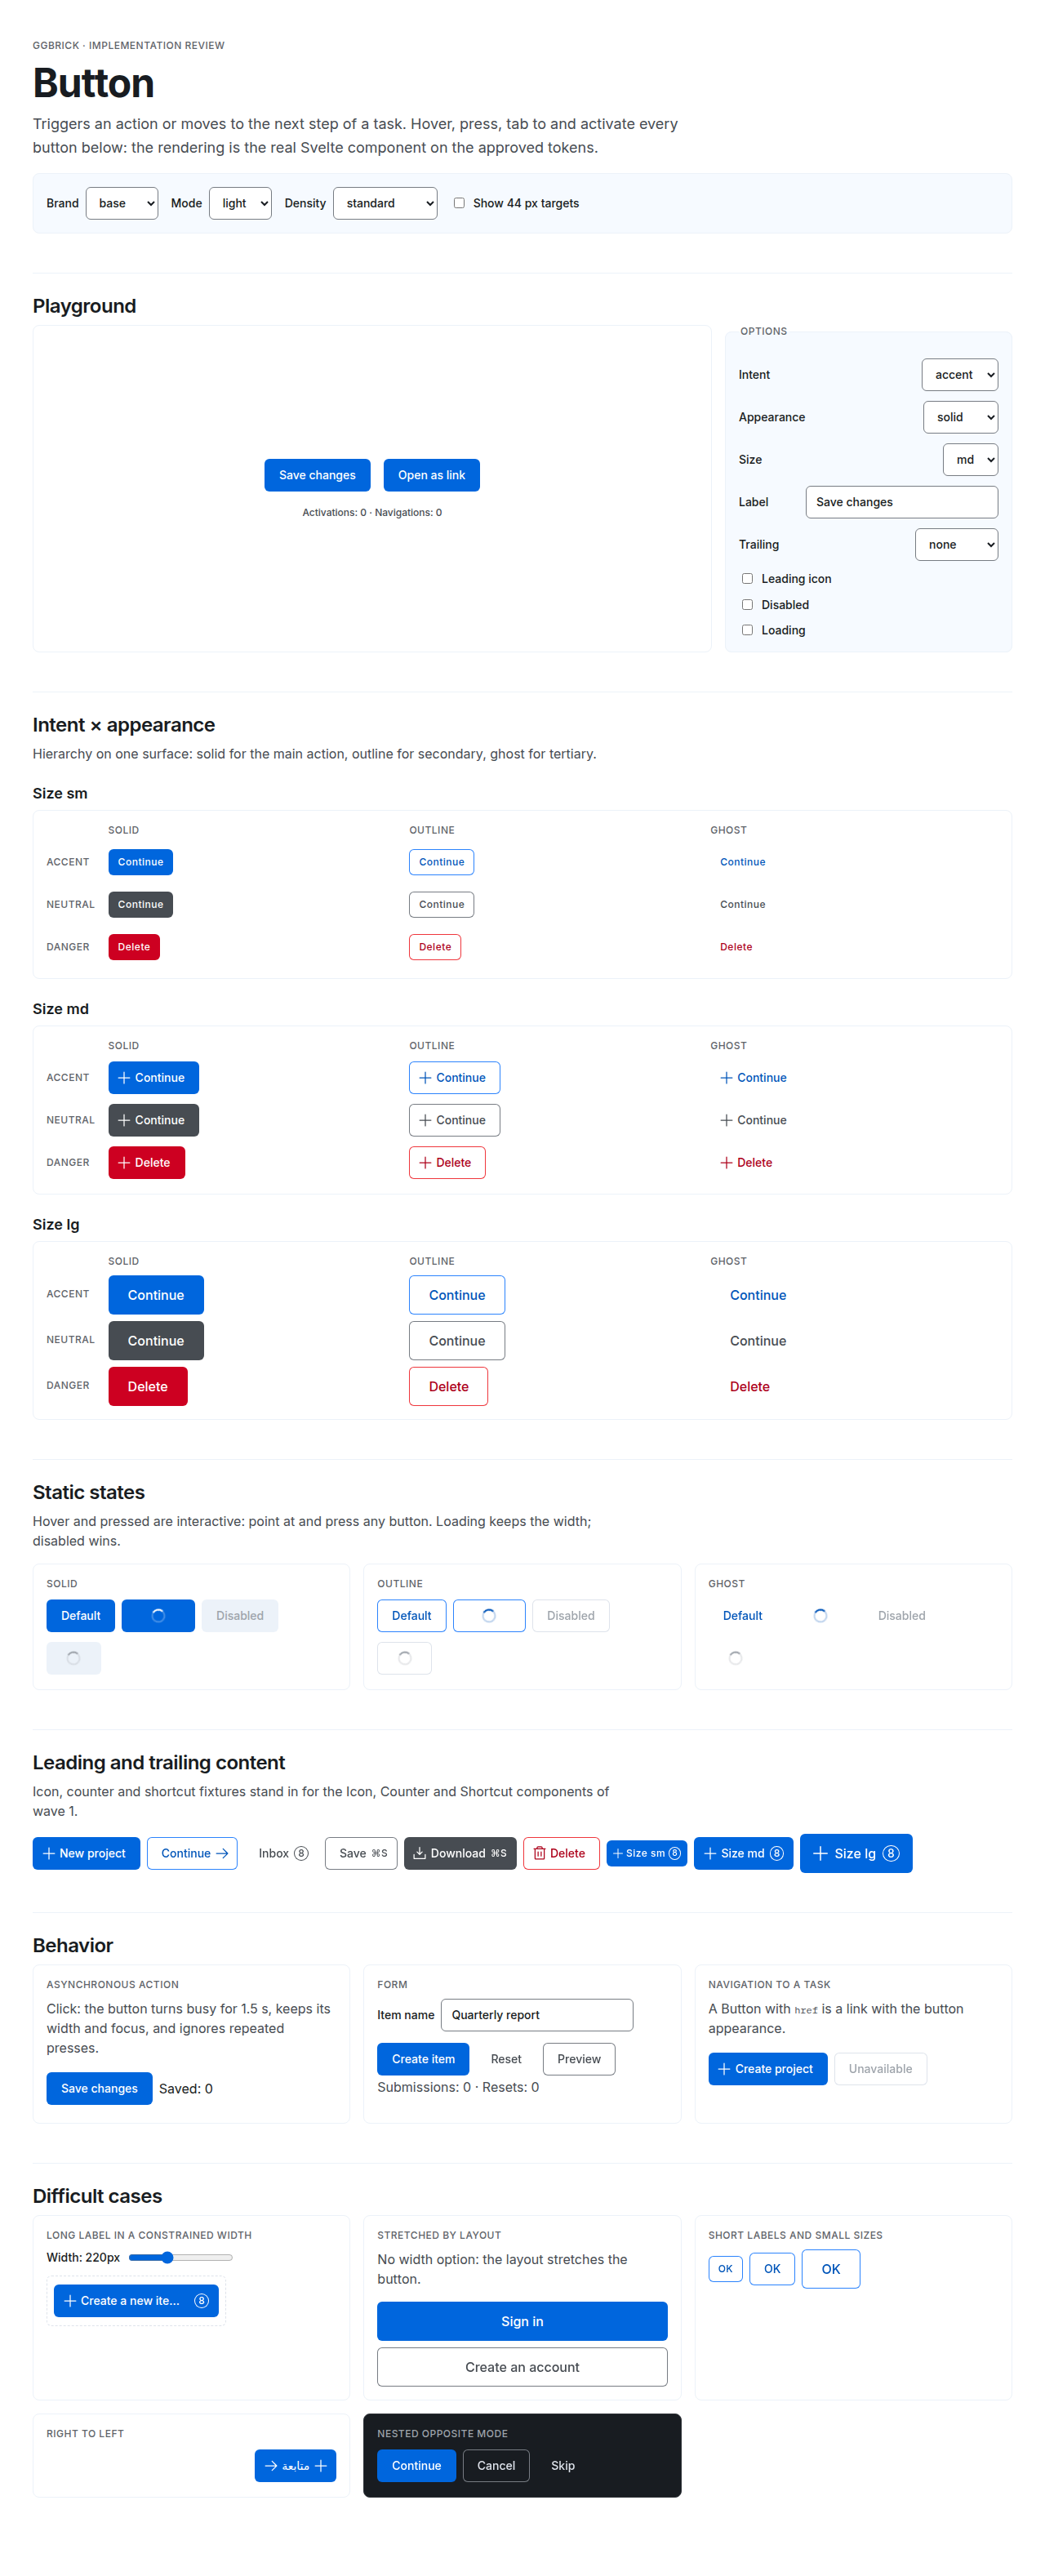 GGBRICK · IMPLEMENTATION REVIEW
Button
Triggers an action or moves to the next step of a task. Hover, press, tab to and activate every
button below: the rendering is the real Svelte component on the approved tokens.
Brand base Mode light Density standard Show 44 px targets
Playground
OPTIONS
Intent accent
Appearance solid
Size md
Label Save changes
Trailing none
Leading icon
Disabled
Loading
Save changes Open as link
Activations: 0 · Navigations: 0
Intent × appearance
Hierarchy on one surface: solid for the main action, outline for secondary, ghost for tertiary.
Size sm
SOLID OUTLINE GHOST
ACCENT Continue Continue Continue
NEUTRAL Continue Continue Continue
DANGER Delete Delete Delete
Size md
SOLID OUTLINE GHOST
ACCENT Continue Continue Continue
NEUTRAL Continue Continue Continue
DANGER Delete Delete Delete
Size lg
SOLID OUTLINE GHOST
ACCENT Continue Continue Continue
NEUTRAL Continue Continue Continue
DANGER Delete Delete Delete
Static states
Hover and pressed are interactive: point at and press any button. Loading keeps the width;
disabled wins.
SOLID
Default Disabled
OUTLINE
Default Disabled
GHOST
Default Disabled
Leading and trailing content
Icon, counter and shortcut fixtures stand in for the Icon, Counter and Shortcut components of
wave 1.
New project Continue Inbox 8 Save ⌘S Download ⌘S Delete Size sm 8 Size md 8 Size lg 8
Behavior
ASYNCHRONOUS ACTION
Click: the button turns busy for 1.5 s, keeps its
width and focus, and ignores repeated
presses.
Save changes Saved: 0
FORM
Item name Quarterly report
Create item Reset Preview
Submissions: 0 · Resets: 0
NAVIGATION TO A TASK
A Button with href is a link with the button
appearance.
Create project Unavailable
Difficult cases
LONG LABEL IN A CONSTRAINED WIDTH
Width: 220px
Create a new ite... 8
STRETCHED BY LAYOUT
No width option: the layout stretches the
button.
Sign in
Create an account
SHORT LABELS AND SMALL SIZES
OK OK OK
RIGHT TO LEFT
متابعة
NESTED OPPOSITE MODE
Continue Cancel Skip